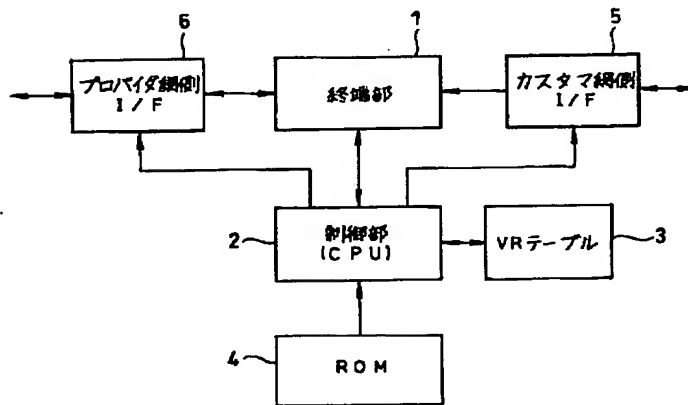 6
1
5
プロバイダ網側
I/F
終端部
カスタマ網側
I/F
2
制御部
(CPU)
VRテーブル
3
4
ROM